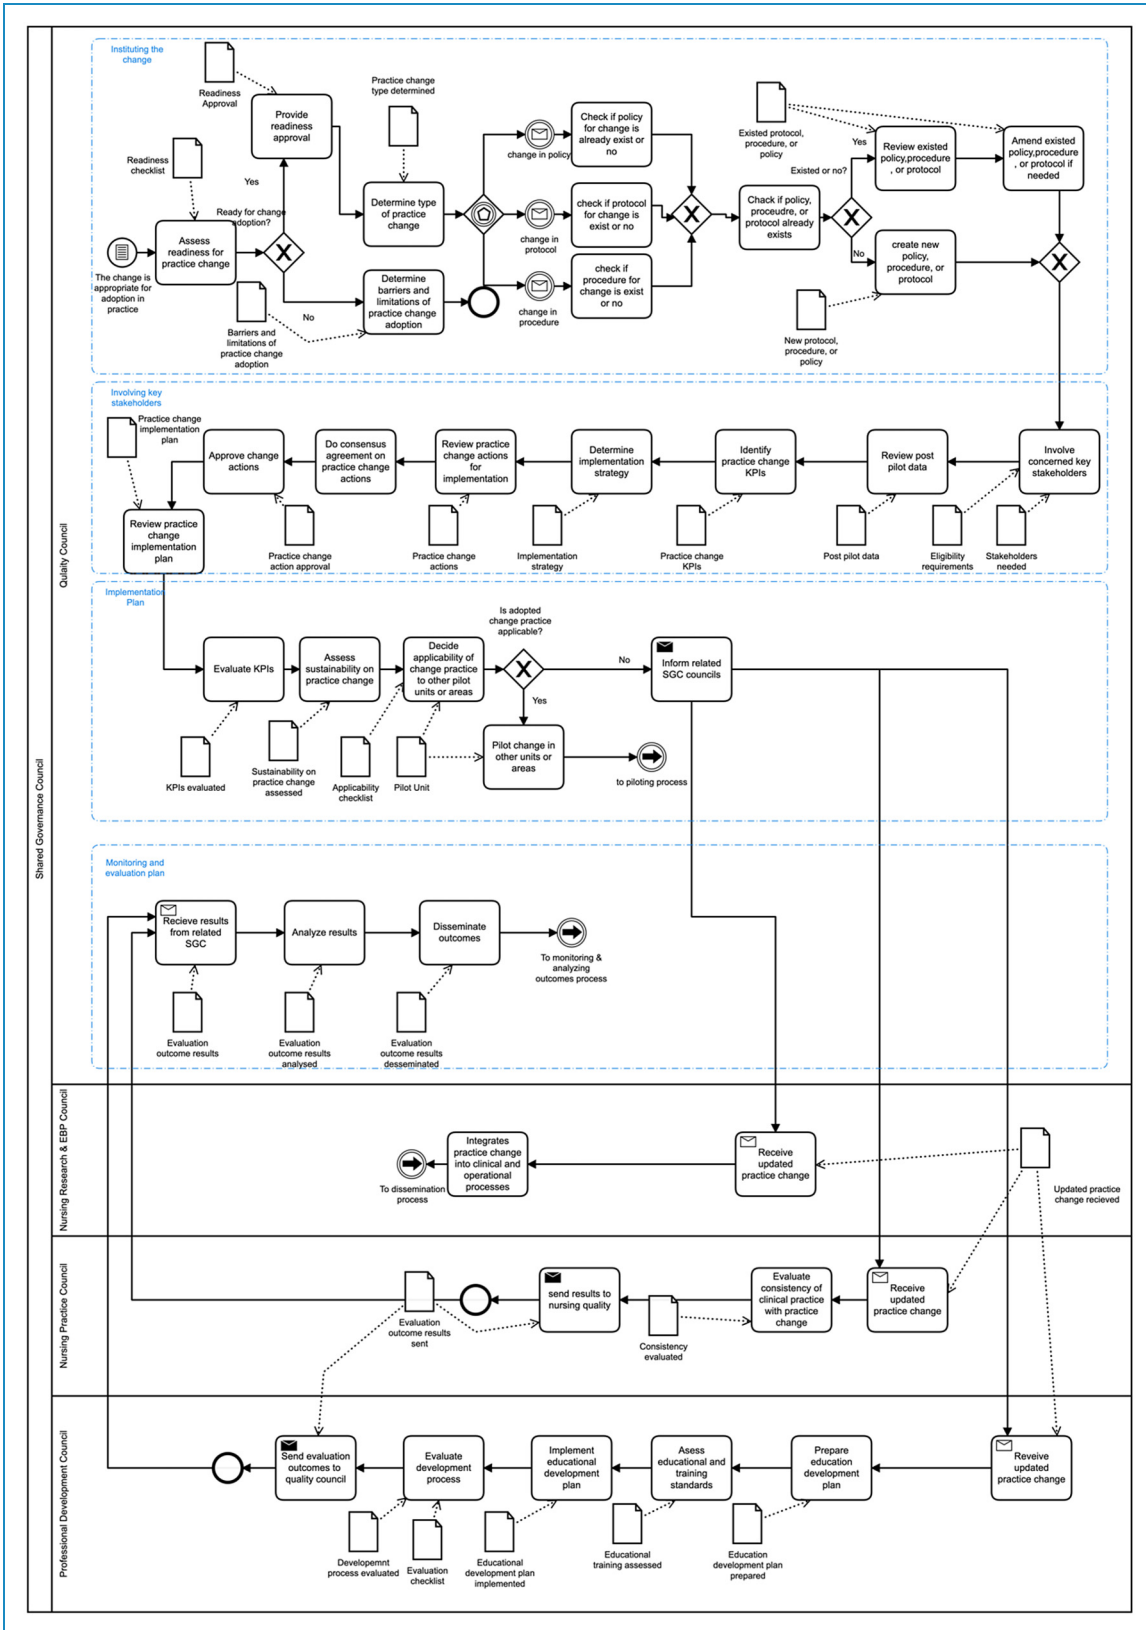 Instituting the
change
Readiness
Approval
Provide
readiness
approval
Practice change
type determined
Check if policy
for change is
already exist or
no
change in policy
Existed protocol,
procedure, or
policy
Yes
Review existed
policy,procedure
, or protocol
Amend existed
policy,procedure
, or protocol if
needed
Readiness
checklist
Yes
Existed or no?
Ready for change
adoption?
Determine type
of practice
change
check if protocol
for change is
exist or no
change in
protocol
Check if policy,
proceudre, or
protocol already
exists
Assess
readiness for
practice change
No
create new
policy,
procedure, or
protocol
The change is
appropriate for
adoption in
practice
Determine
barriers and
limitations of
practice change
adoption
check if
procedure for
change is exist
or no
change in
procedure
No
Barriers and
limitations of
practice change
adoption
New protocol,
procedure, or
policy
Involving key
stakeholders
Practice change
implementation
plan
Approve change
actions
Do consensus
agreement on
practice change
actions
Review practice
change actions
for
implementation
Determine
implementation
strategy
Identify
practice change
KPIs
Review post
pilot data
Involve
concerned key
stakeholders
Review practice
change
implementation
plan
Practice change
action approval
Practice change
actions
Implementation
strategy
Practice change
KPIs
Post pilot data
Eligibility
requirements
Stakeholders
needed
Qulaity Council
Implementation
Plan
Is adopted
change practice
applicable?
Evaluate KPIs
Assess
sustainability on
practice change
Decide
applicability of
change practice
to other pilot
units or areas
No
Inform related
SGC councils
Yes
Pilot change in
other units or
areas
to piloting process
KPIs evaluated
Sustainability on
practice change
assessed
Applicability
checklist
Pilot Unit
Shared Governance Council
Monitoring and
evaluation plan
Recieve results
from related
SGC
Analyze results
Disseminate
outcomes
To monitoring &
analyzing
outcomes process
Evaluation
outcome results
Evaluation
outcome results
analysed
Evaluation
outcome results
desseminated
Nursing Research & EBP Council
Integrates
practice change
into clinical and
operational
processes
To dissemination
process
Receive
updated
practice change
Updated practice
change recieved
Nursing Practice Council
Evaluation
outcome results
sent
send results to
nursing quality
Consistency
evaluated
Evaluate
consistency of
clinical practice
with practice
change
Receive
updated
practice change
Professional Development Council
Send evaluation
outcomes to
quality council
Evaluate
development
process
Implement
educational
development
plan
Asess
educational and
training
standards
Prepare
education
development
plan
Reveive
updated
practice change
Developemnt
process evaluated
Evaluation
checklist
Educational
development plan
implemented
Educational
training assessed
Education
development plan
prepared